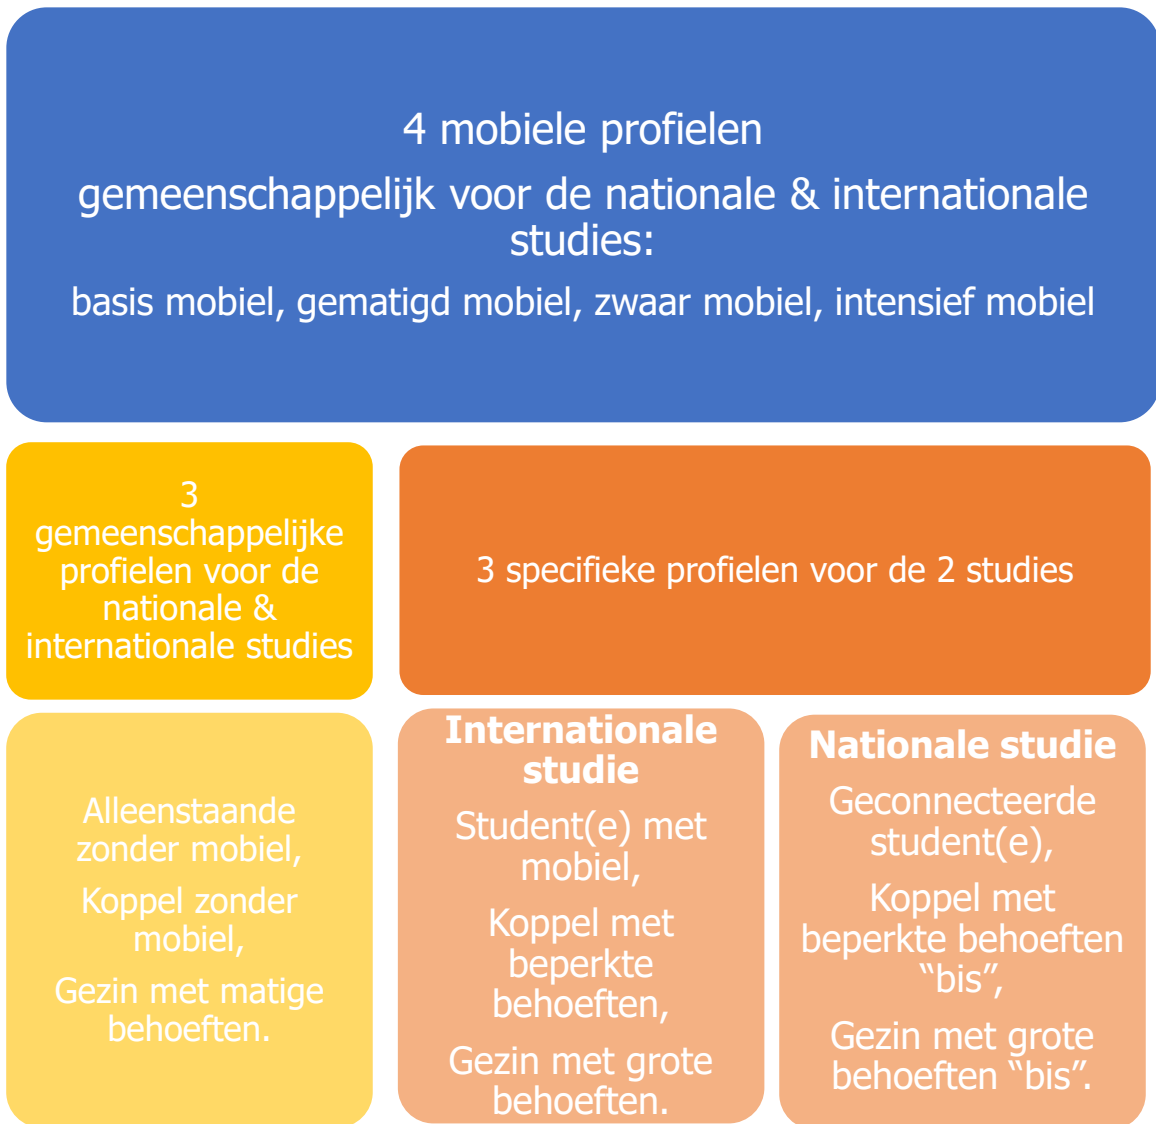 4 mobiele profielen
gemeenschappelijk voor de nationale & internationale
studies:
basis mobiel, gematigd mobiel, zwaar mobiel, intensief mobiel
3
gemeenschappelijke
profielen voor de
nationale &
internationale studies
3 specifieke profielen voor de 2 studies
Alleenstaande
zonder mobiel,
Koppel zonder
mobiel,
Gezin met matige
behoeften.
Internationale
studie
Student(e) met
mobiel,
Koppel met
beperkte
behoeften,
Gezin met grote
behoeften.
Nationale studie
Geconnecteerde
student(e),
Koppel met
beperkte behoeften
“bis”,
Gezin met grote
behoeften “bis”.